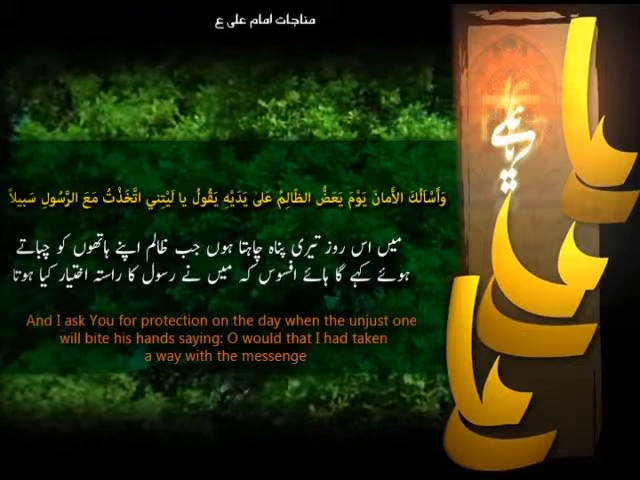 مناجات امام علی ع
وَأَسْأَلُكَ الأَمانَ يَوْمَ يَعَضُّ الظّالِمُ عَلىٰ يَدَيْهِ يَقُولُ يا لَيْتَنِي اتَّخَذْتُ مَعَ الرَّسُولِ سَبِيلاً
میں اس روز تیری پناہ چاہتا ہوں جب ظالم اپنے ہاتھوں کو چباتے
ہوئے کہے گا ہائے افسوس کہ میں نے رسول کا راستہ اختیار کیا ہوتا
And I ask You for protection on the day when the unjust one
will bite his hands saying: O would that I had taken
a way with the messenge
یا علی